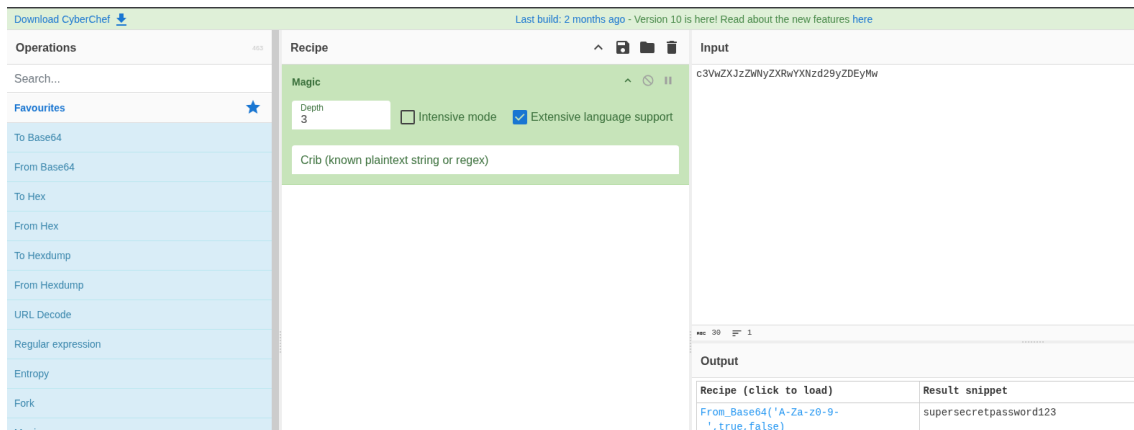 Download CyberChef
Last build: 2 months ago - Version 10 is here! Read about the new features here
Operations
Recipe
Input
Search...
Favourites
To Base64
From Base64
To Hex
From Hex
To Hexdump
From Hexdump
URL Decode
Regular expression
Entropy
Fork
Magic
Depth
3
Intensive mode
Extensive language support
Crib (known plaintext string or regex)
c3VwZXJzZWNyZXRwYXNzd29yZDEyMw
30
1
Output
Recipe (click to load)
Result snippet
From_Base64('A-Za-z0-9-
_',true,false)
supersecretpassword123